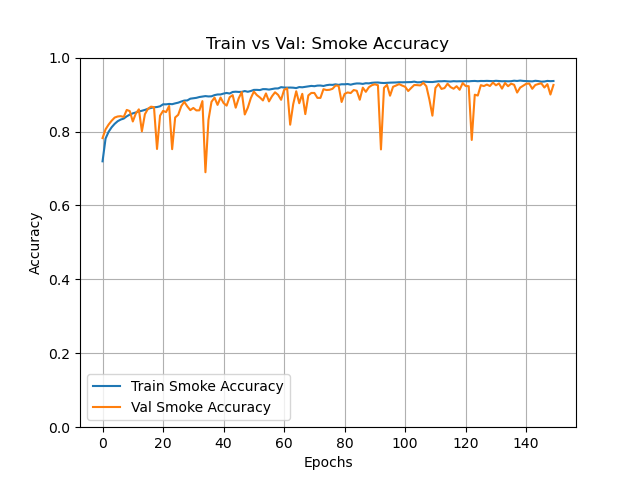 Train vs Val: Smoke Accuracy
1.0
0.8
0.6
0.4
0.2
0.0
Accuracy
Train Smoke Accuracy
Val Smoke Accuracy
0 20 40 60 80 100 120 140
Epochs